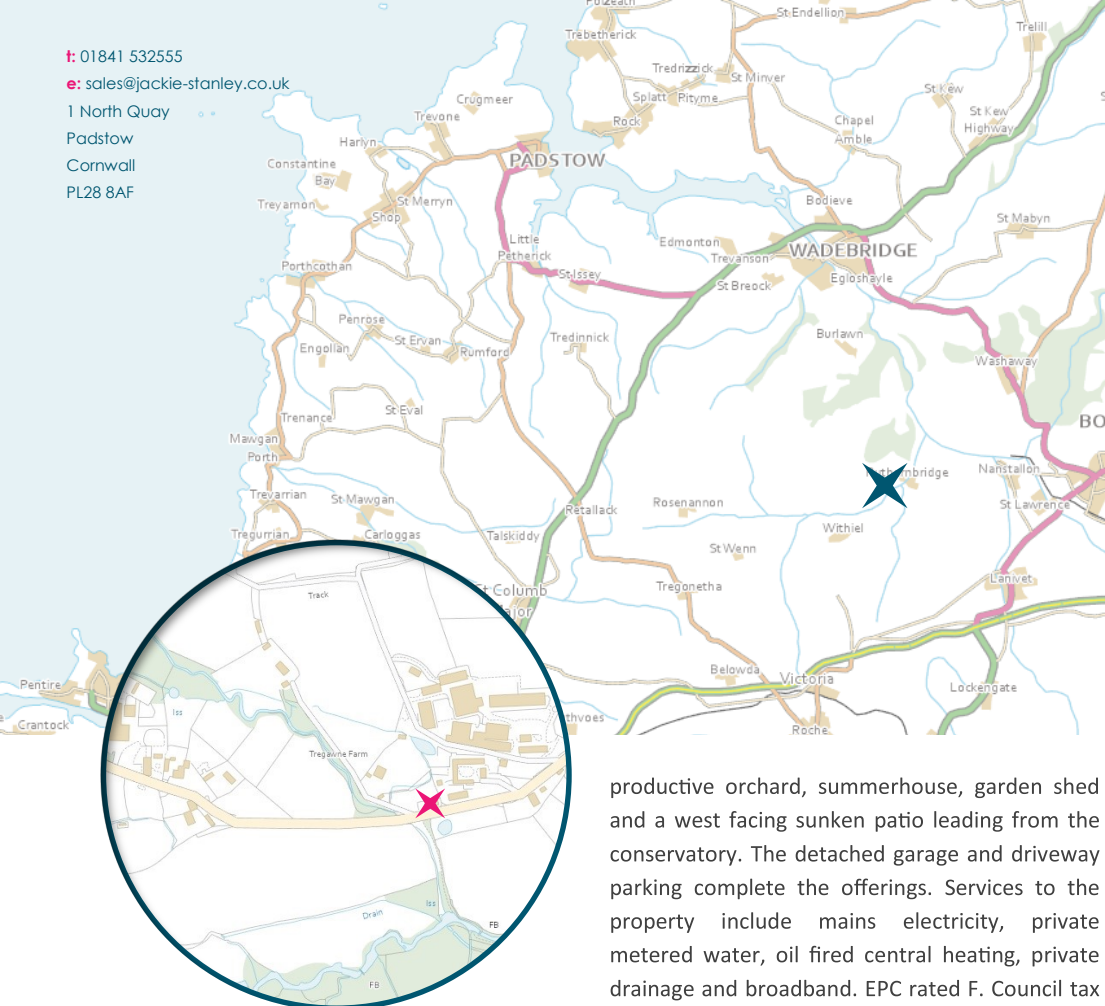 t: 01841 532555
e: sales@jackie-stanley.co.uk
1 North Quay
Padstow
Cornwall
PL28 8AF
Polzeath
St Endellion
Trelill
Trebetherick
Tredrizzick
St Minver
Crugmeer
Splatt
Pityme
St Kew
Trevone
Rock
Chapel
Amble
St Kew
Highway
Harlyn
PADSTOW
Constantine
Bay
Treyarnon
St Merryn
Shop
Bodieve
St Mabyn
Little
Petherick
Edmonton
Trevanson
WADEBRIDGE
Porthcothan
St Issey
St Breock
Egloshayle
Penrose
St Ervan
Engollan
Rumford
Tredinnick
Burlawn
Washaway
Trenance
St Eval
BO
Mawgan
Porth
Nanstallon
Trevarrian
St Mawgan
Retallack
Rosenannon
St Lawrence
Tregurrian
Carloggas
Talskiddy
Withiel
St Wenn
Lanivet
Tregonetha
St Columb
Major
Track
Belowda
Victoria
Lockengate
Pentire
Crantock
Iss
thvoes
Roche
Tregawne Farm
Iss
Drain
FB
FB
productive orchard, summerhouse, garden shed
and a west facing sunken patio leading from the
conservatory. The detached garage and driveway
parking complete the offerings. Services to the
property include mains electricity, private
metered water, oil fired central heating, private
drainage and broadband. EPC rated F. Council tax